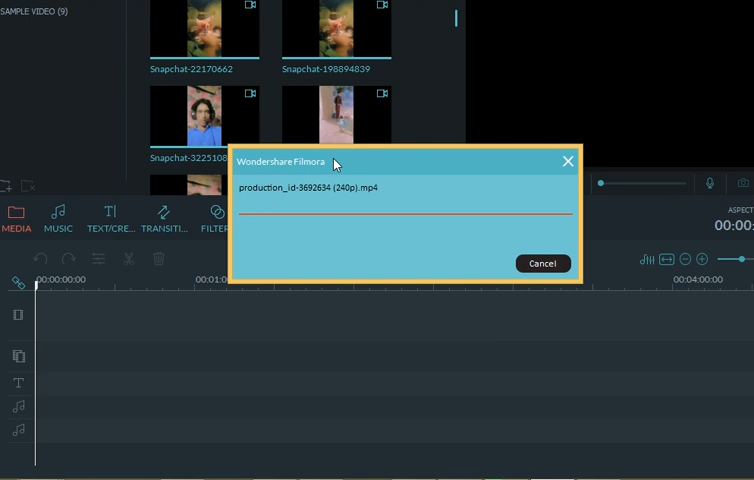 SAMPLE VIDEO (9)
Snapchat-22170662
Snapchat-198894839
Snapchat-3225108
Wondershare Filmora
production_id-3692634 (240p).mp4
Cancel
MEDIA
MUSIC
TEXT/CRE...
TRANSITI...
FILTER
ASPECT
00:00:
00:00:00:00
00:01:0
00:04:00:00